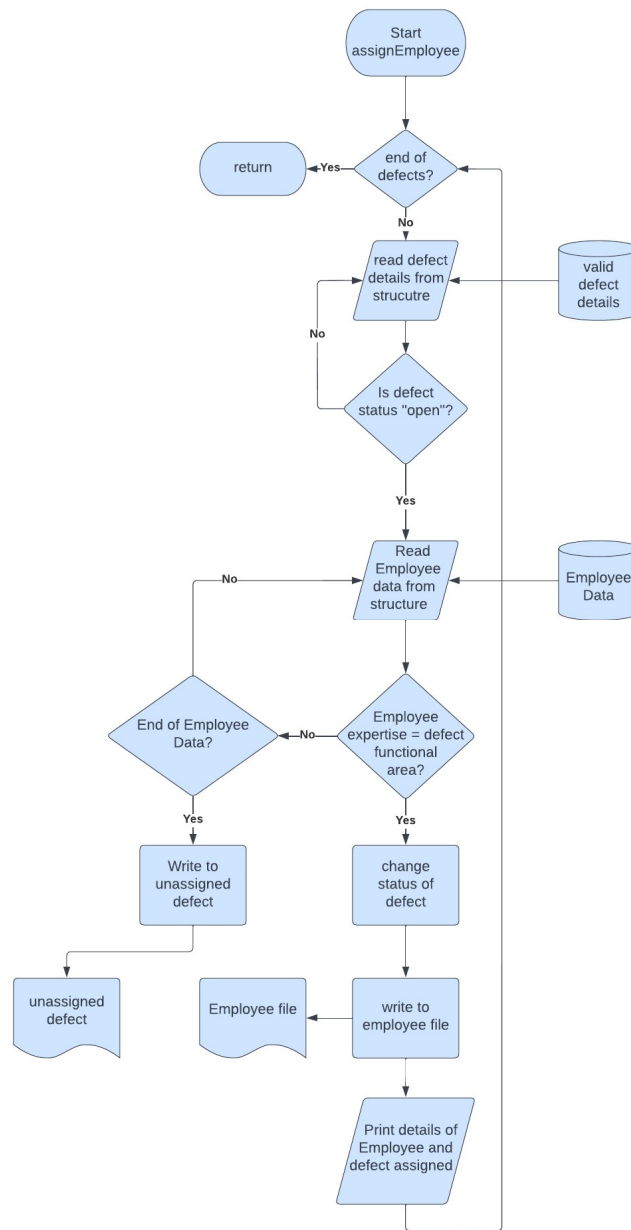 Start
assignEmployee
end of
defects?
Yes
return
No
read defect
details from
strucutre
valid
defect
details
No
Is defect
status "open"?
Yes
Read
Employee
data from
structure
Employee
Data
No
End of Employee
Data?
No
Employee
expertise = defect
functional
area?
Yes
Yes
Write to
unassigned
defect
change
status of
defect
unassigned
defect
Employee file
write to
employee file
Print details of
Employee and
defect assigned